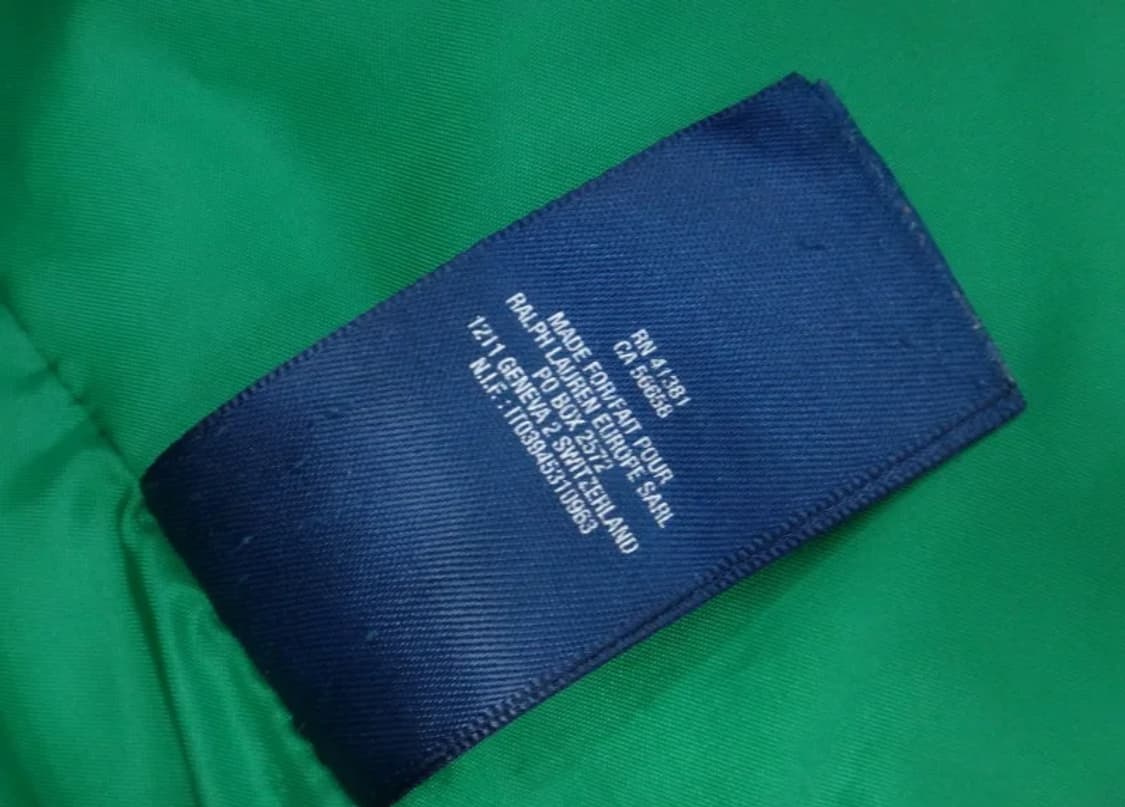 RN 41381
CA 56658
MADE FOR/FAIT POUR
RALPH LAUREN EUROPE SARL
PO BOX 2572
1211 GENEVA 2 SWITZERLAND
N.I.F.: IT03945310963